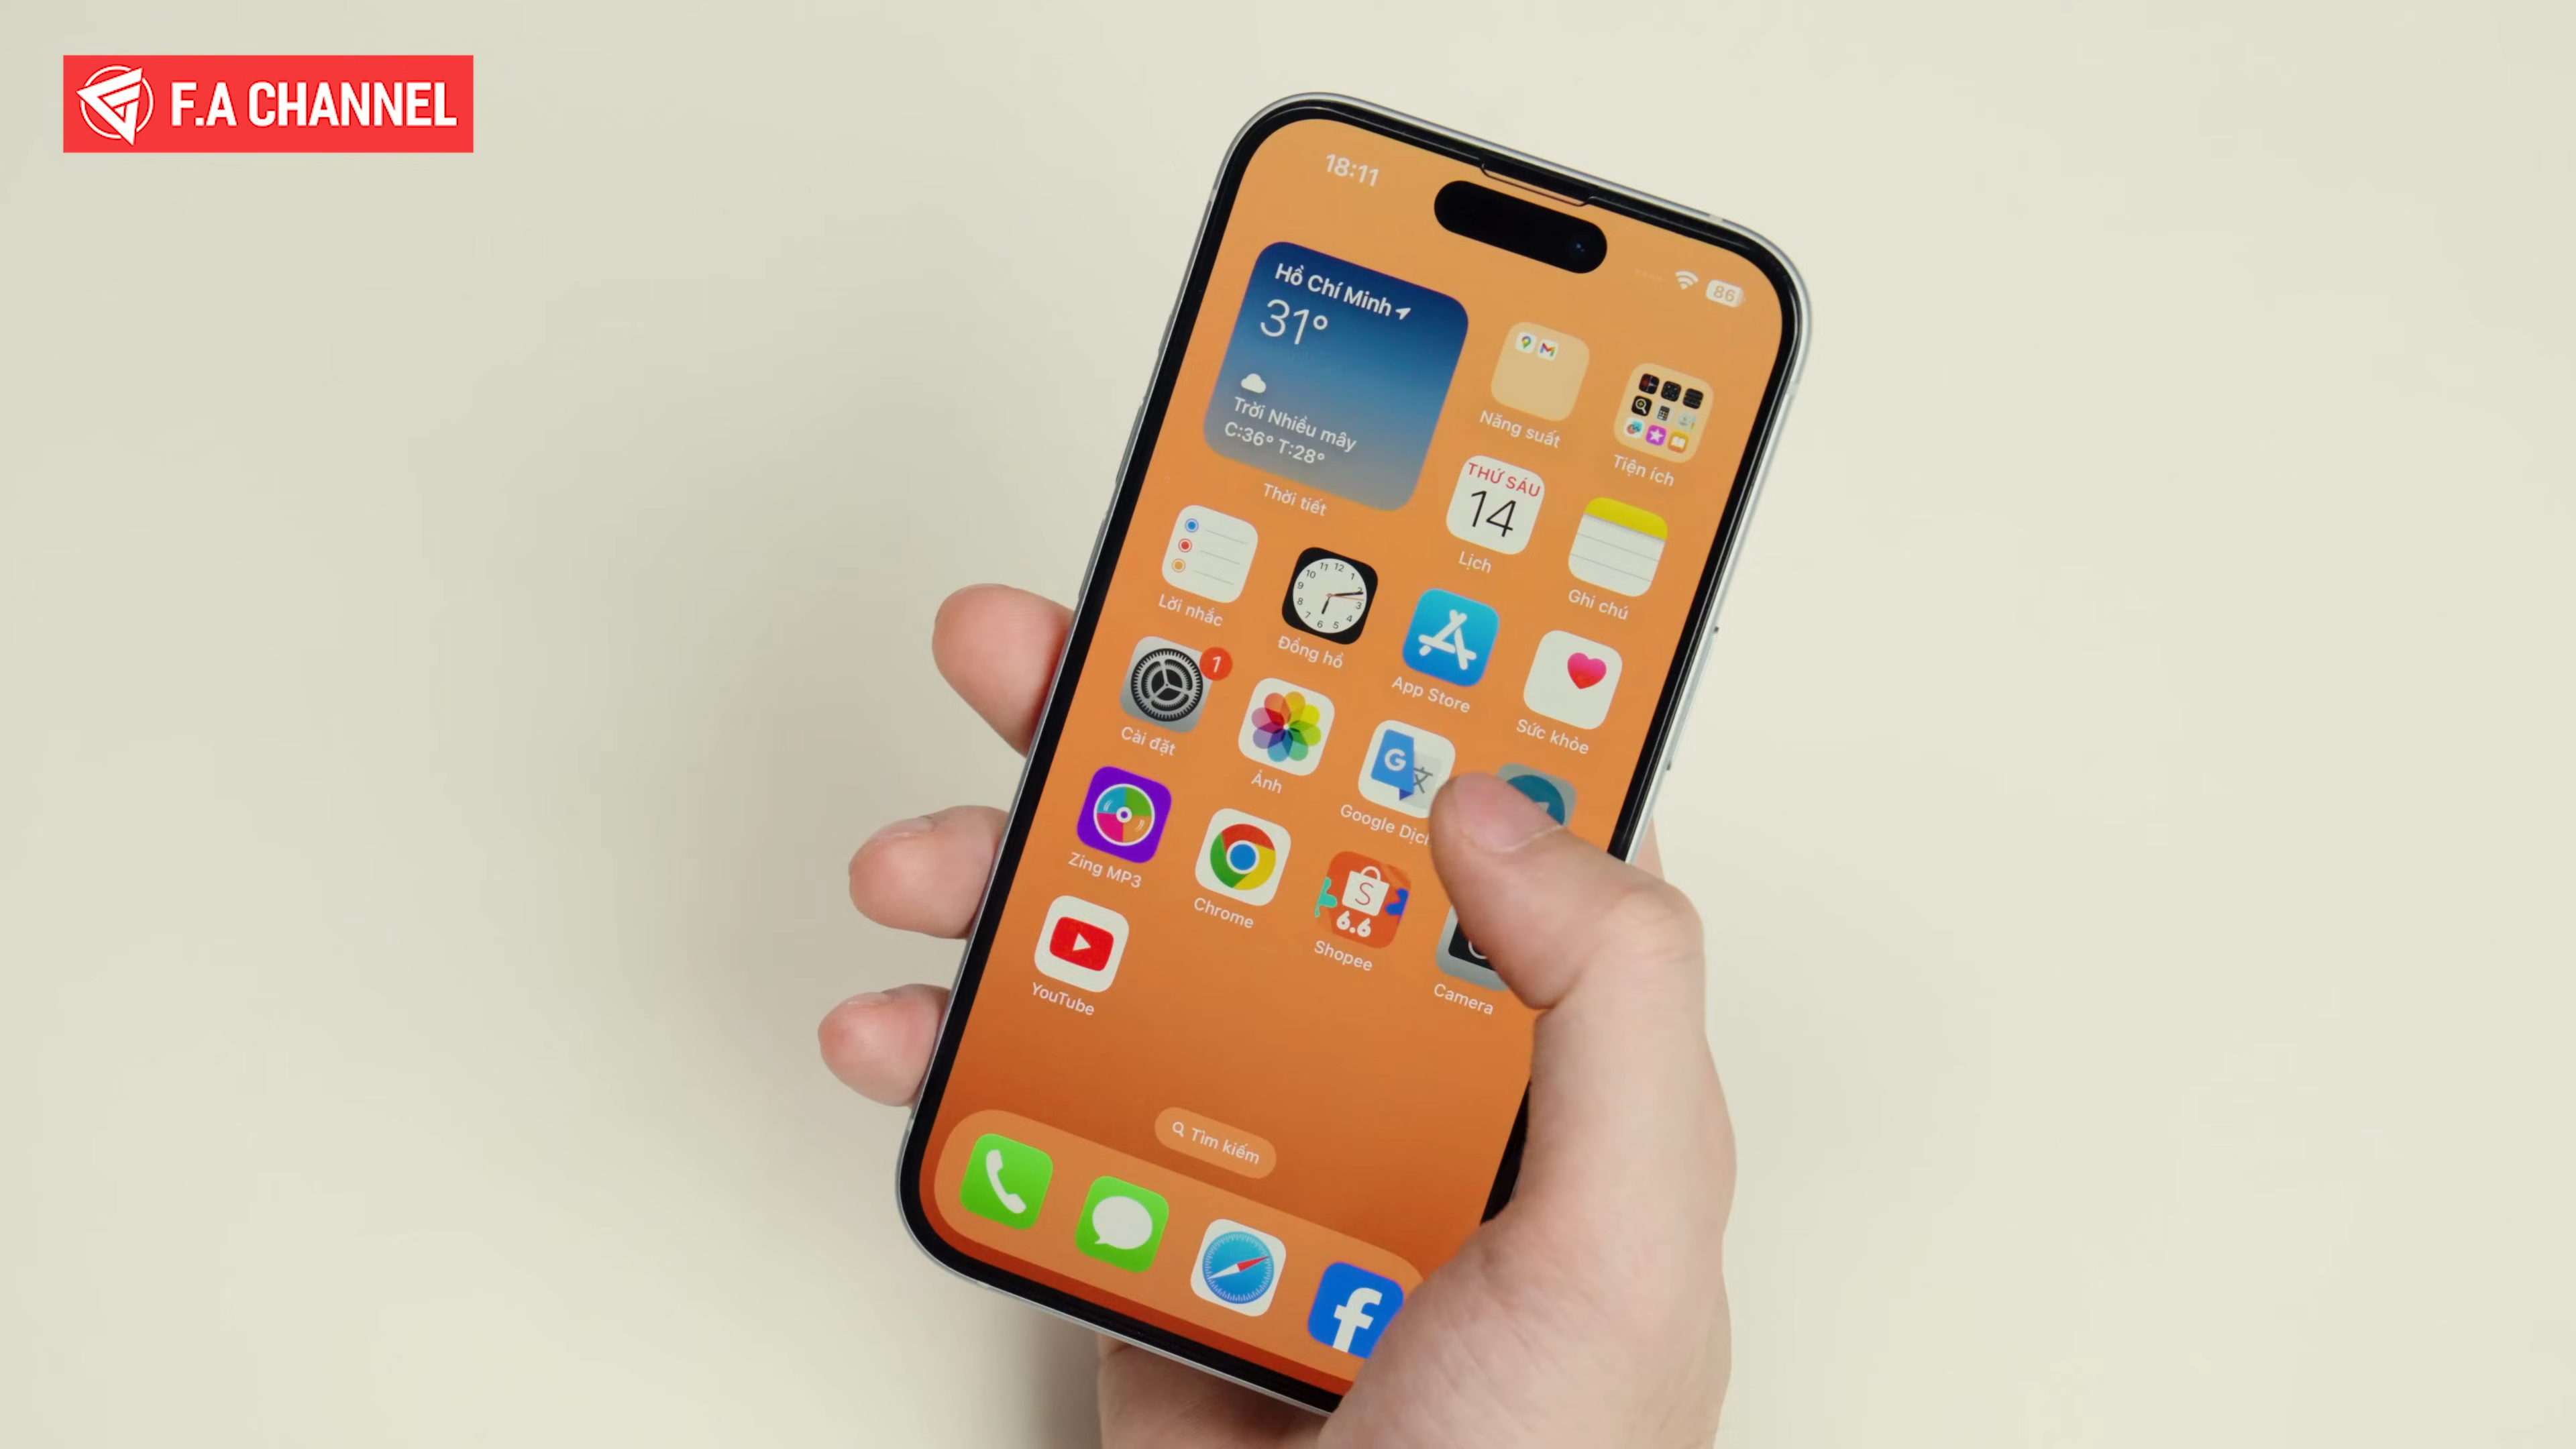 F.A CHANNEL
18:11
86
Hồ Chí Minh
31°
Trời Nhiều mây
C:36° T:28°
Thời tiết
Năng suất
Tiện ích
THỨ SÁU
14
Lịch
Ghi chú
Lời nhắc
Đồng hồ
App Store
Sức khỏe
1
Cài đặt
Ảnh
Google Dịch
Zing MP3
Chrome
S
6.6
Shopee
Camera
YouTube
Tìm kiếm